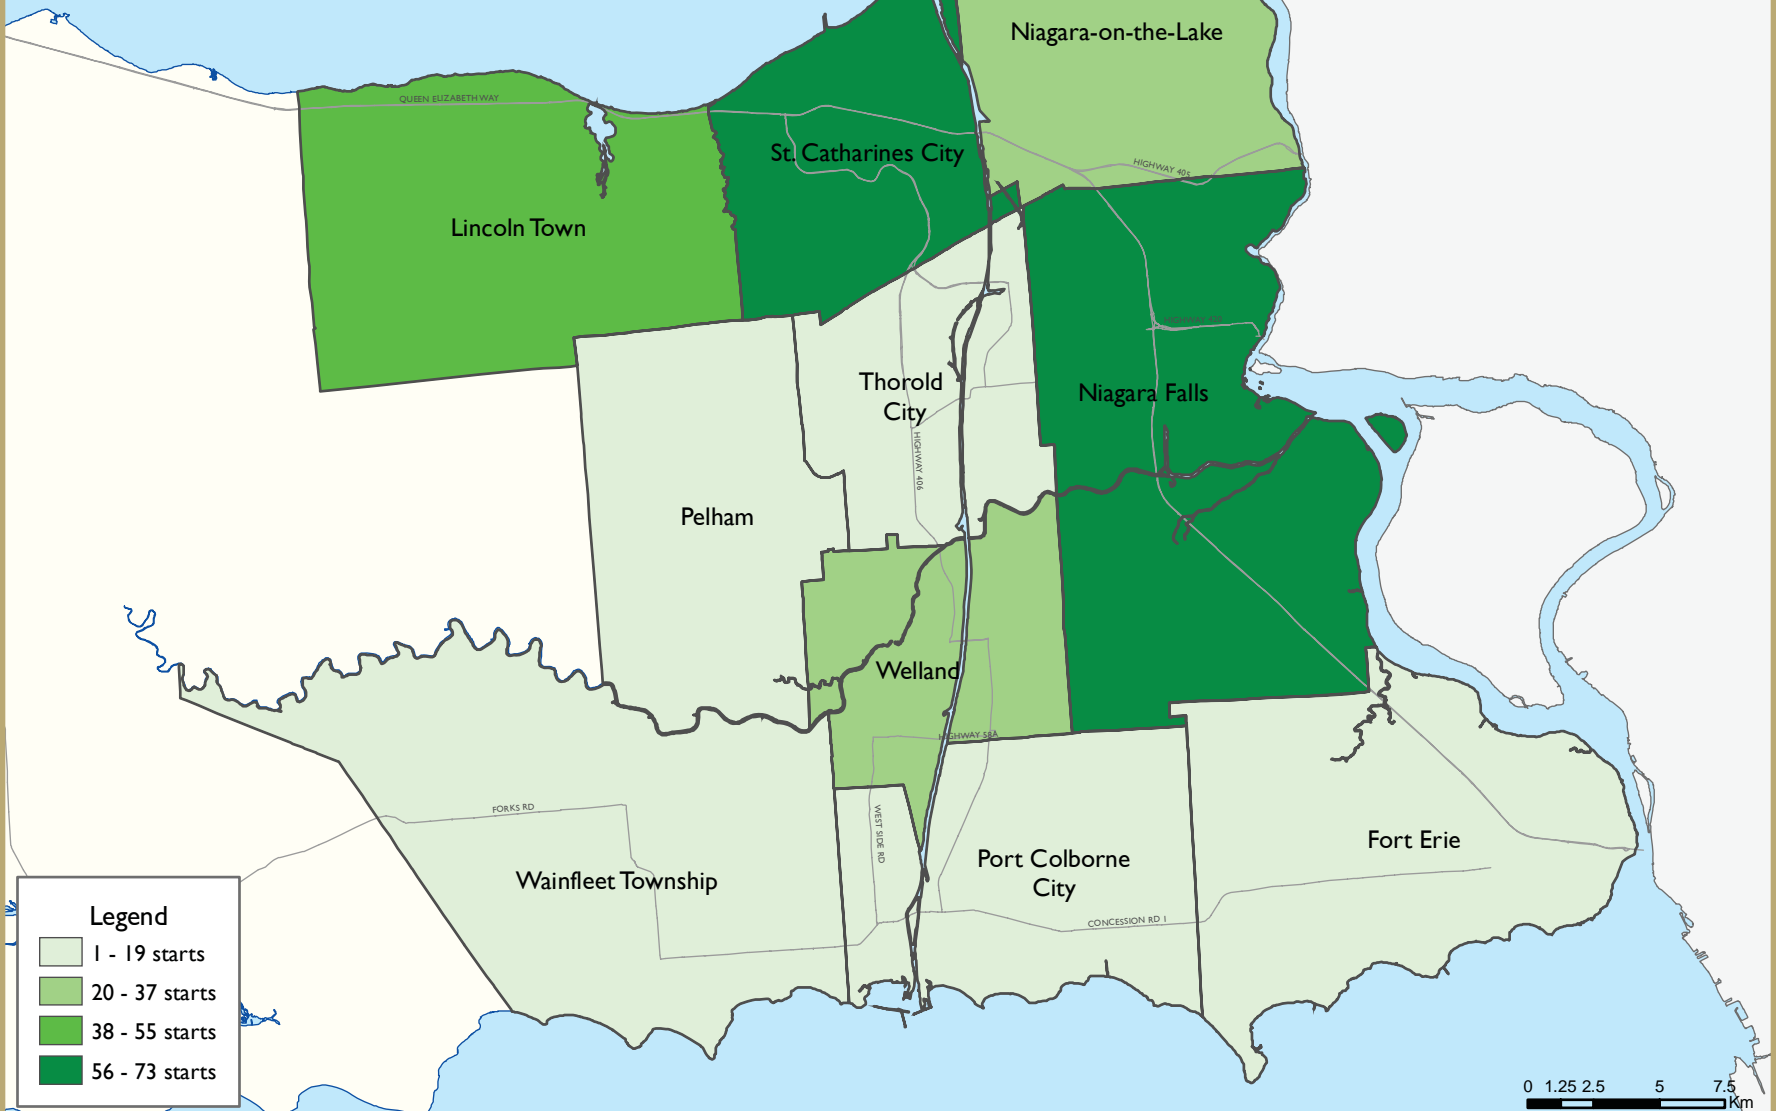 Niagara-on-the-Lake
QUEEN ELIZABETH WAY
St. Catharines City
HIGHWAY 405
Lincoln Town
HIGHWAY 420
Thorold
City
Niagara Falls
HIGHWAY 406
Pelham
Welland
HIGHWAY 58A
FORKS RD
WEST SIDE RD
Fort Erie
Port Colborne
City
Wainfleet Township
CONCESSION RD 1
Legend
1 - 19 starts
20 - 37 starts
38 - 55 starts
56 - 73 starts
0 1.25 2.5 5 7.5
Km